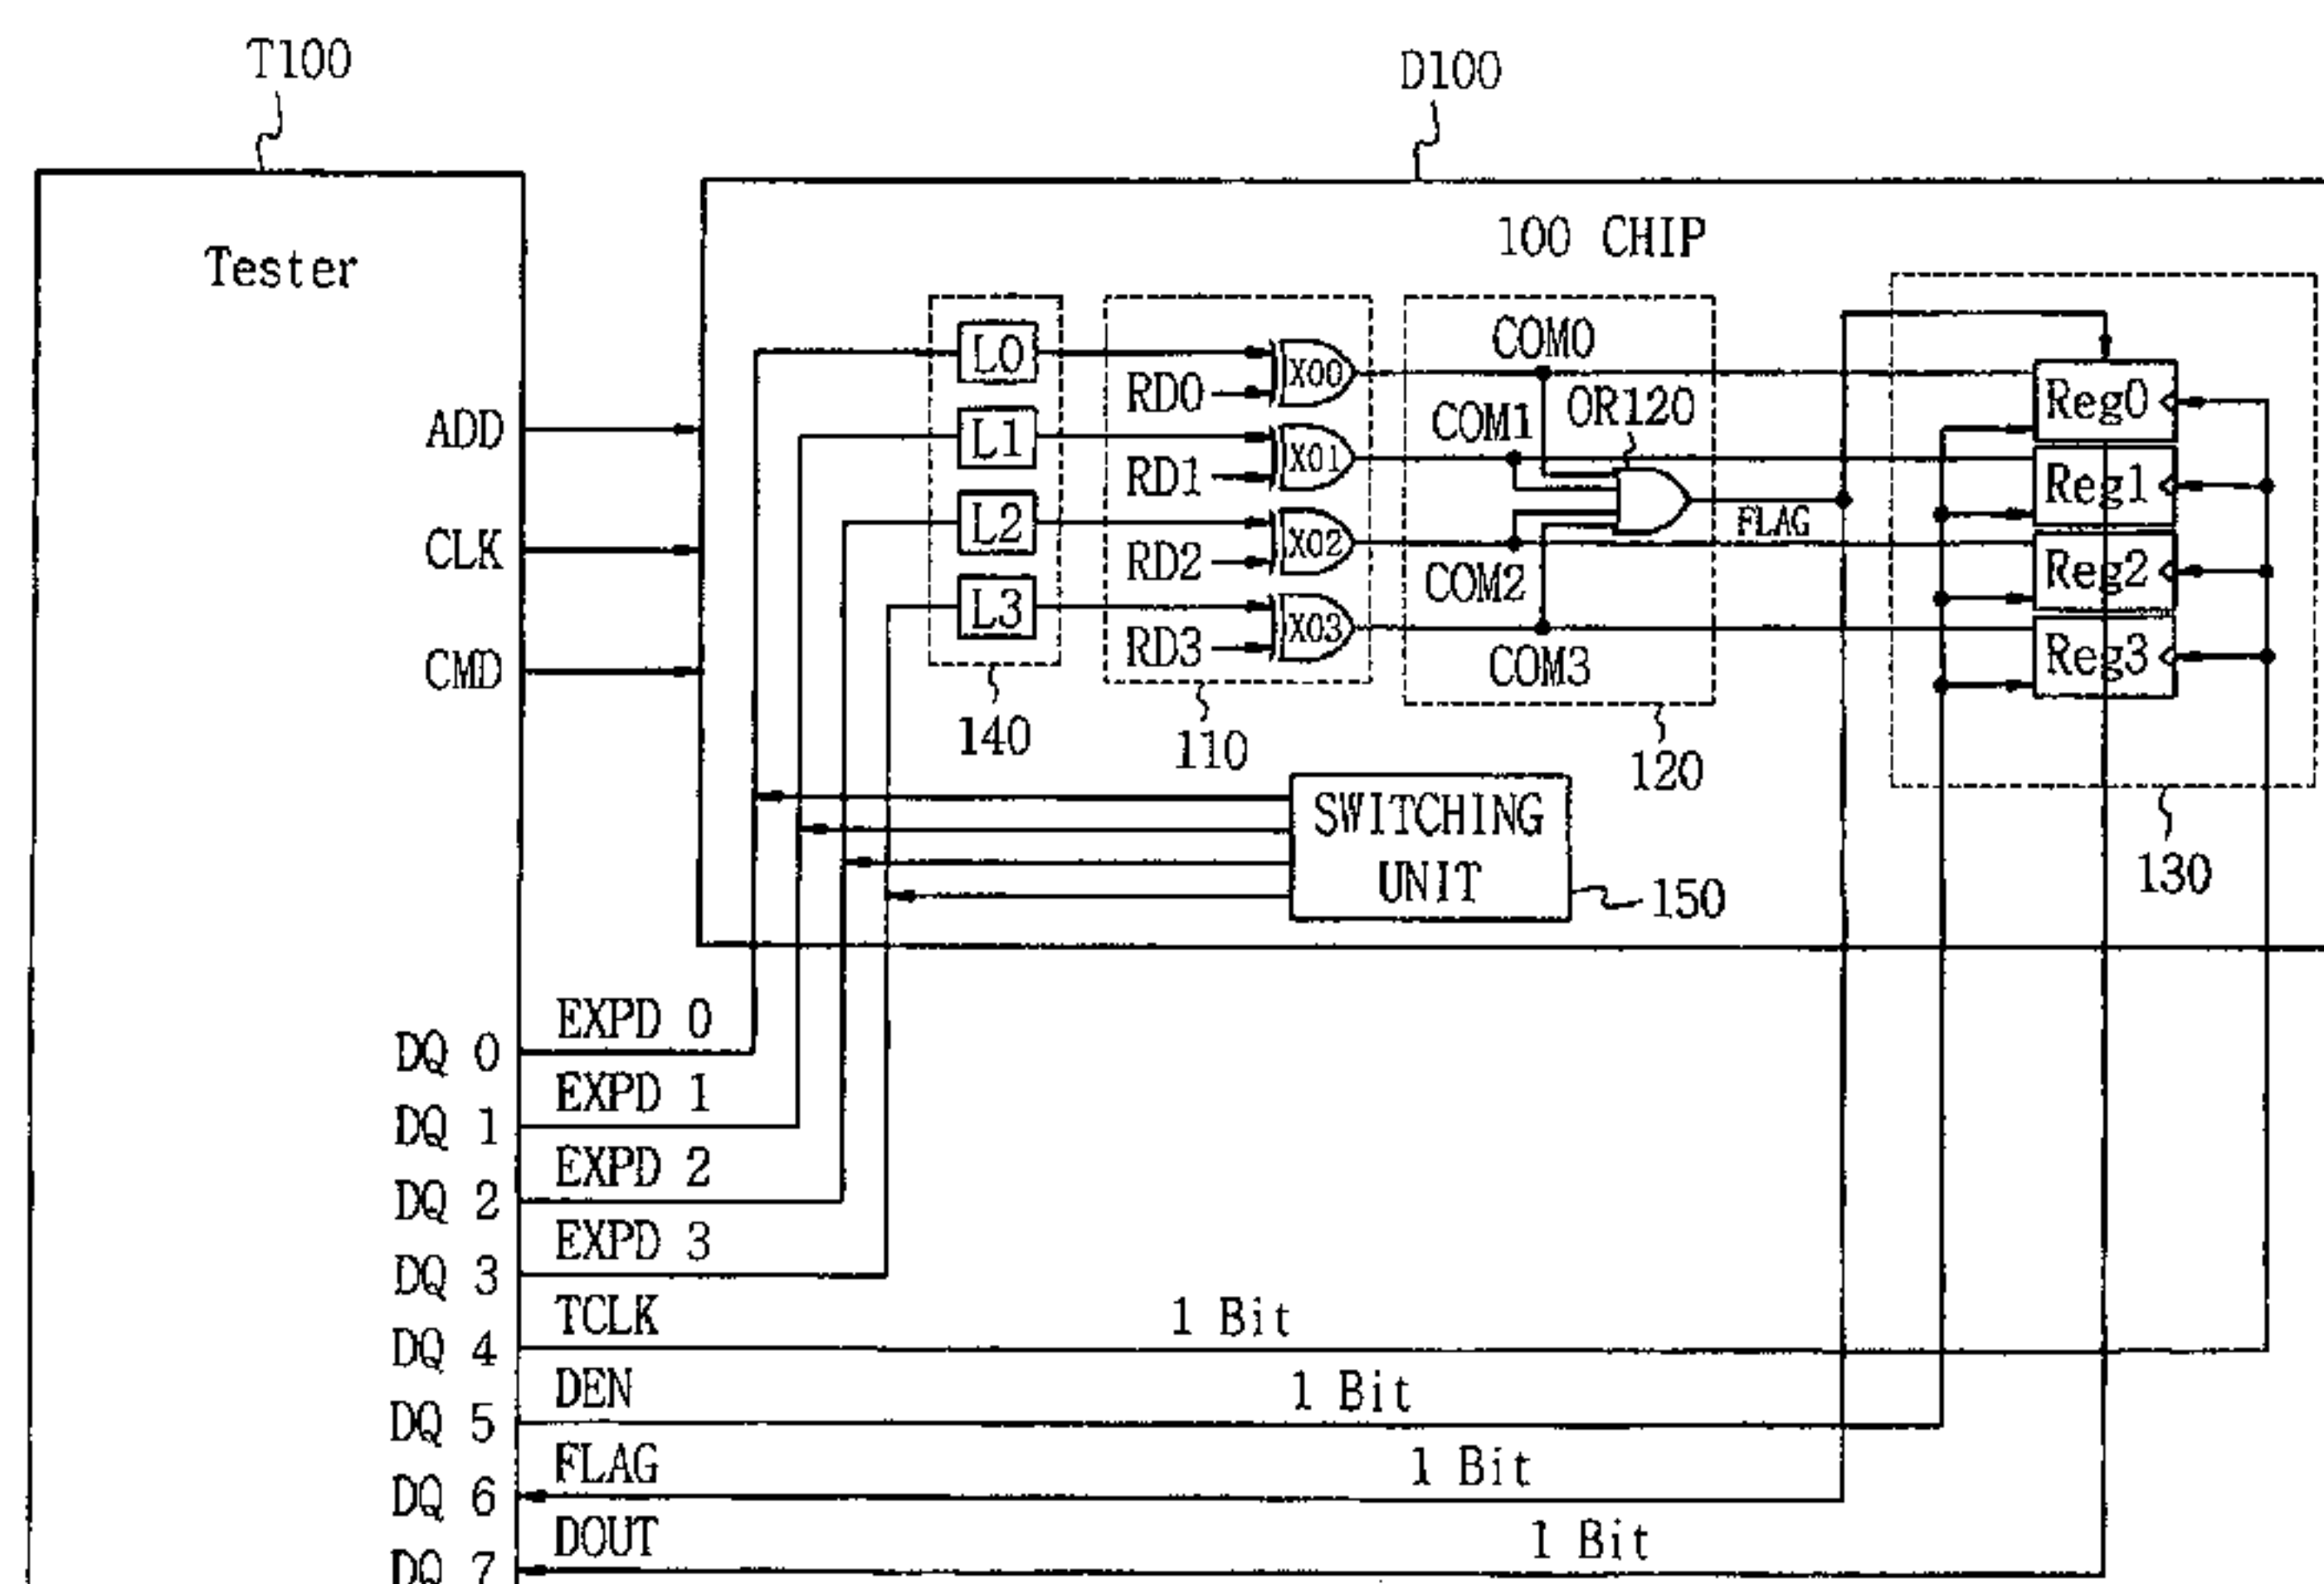 T100
D100
Tester
100 CHIP
ADD
CLK
CMD
L0
L1
L2
L3
140
RD0
RD1
RD2
RD3
X00
X01
X02
X03
110
COM0
COM1
OR120
COM2
COM3
FLAG
120
Reg0
Reg1
Reg2
Reg3
130
SWITCHING
UNIT
150
DQ 0 EXPD 0
DQ 1 EXPD 1
DQ 2 EXPD 2
DQ 3 EXPD 3
DQ 4 TCLK 1 Bit
DQ 5 DEN 1 Bit
DQ 6 FLAG 1 Bit
DQ 7 DOUT 1 Bit